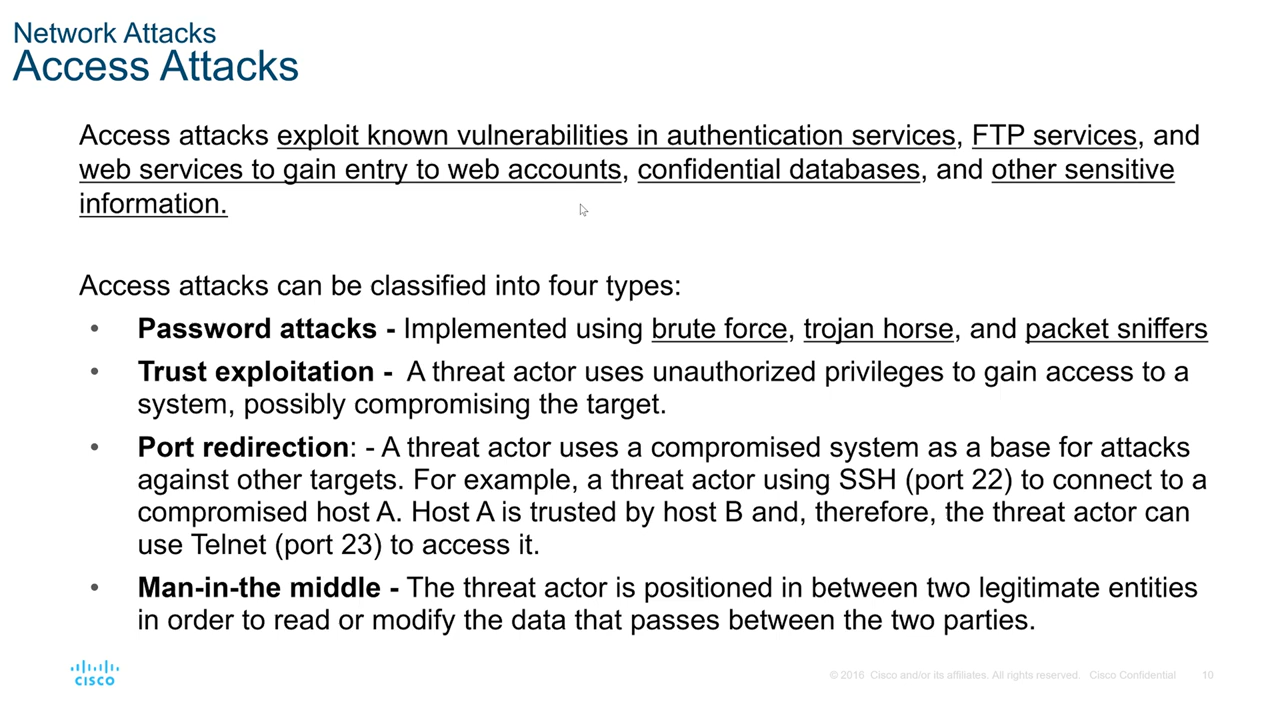 Network Attacks
Access Attacks
Access attacks exploit known vulnerabilities in authentication services, FTP services, and
web services to gain entry to web accounts, confidential databases, and other sensitive
information.
Access attacks can be classified into four types:
• Password attacks - Implemented using brute force, trojan horse, and packet sniffers
• Trust exploitation -  A threat actor uses unauthorized privileges to gain access to a
system, possibly compromising the target.
• Port redirection: - A threat actor uses a compromised system as a base for attacks
against other targets. For example, a threat actor using SSH (port 22) to connect to a
compromised host A. Host A is trusted by host B and, therefore, the threat actor can
use Telnet (port 23) to access it.
• Man-in-the middle - The threat actor is positioned in between two legitimate entities
in order to read or modify the data that passes between the two parties.
CISCO
© 2016 Cisco and/or its affiliates. All rights reserved. Cisco Confidential 10